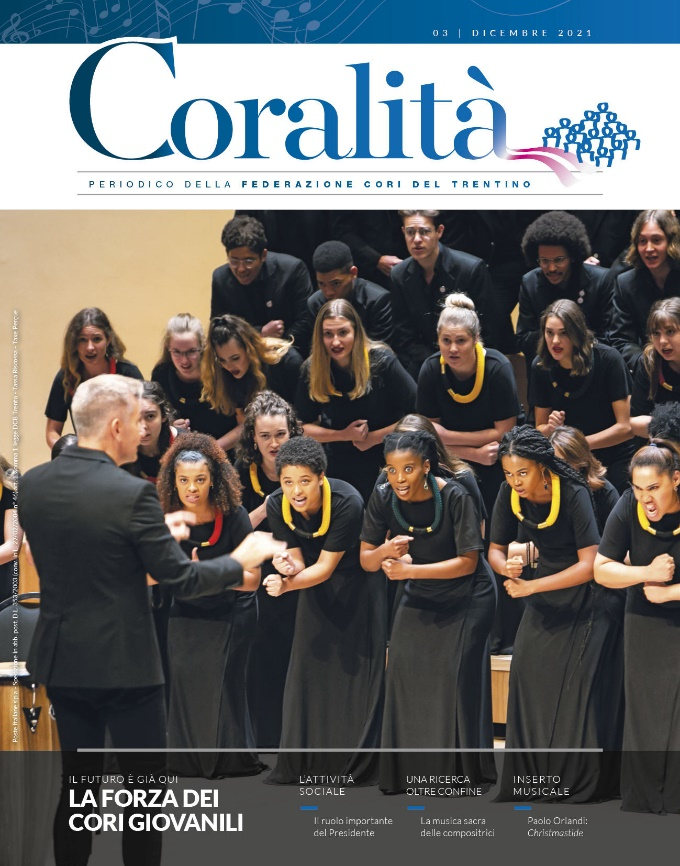 03 | DICEMBRE 2021
Coralità
PERIODICO DELLA FEDERAZIONE CORI DEL TRENTINO
IL FUTURO È GIÀ QUI
LA FORZA DEI
CORI GIOVANILI
L'ATTIVITÀ
SOCIALE
Il ruolo importante
del Presidente
UNA RICERCA
OLTRE CONFINE
La musica sacra
delle compositrici
INSERTO
MUSICALE
Paolo Orlandi:
Christmastide